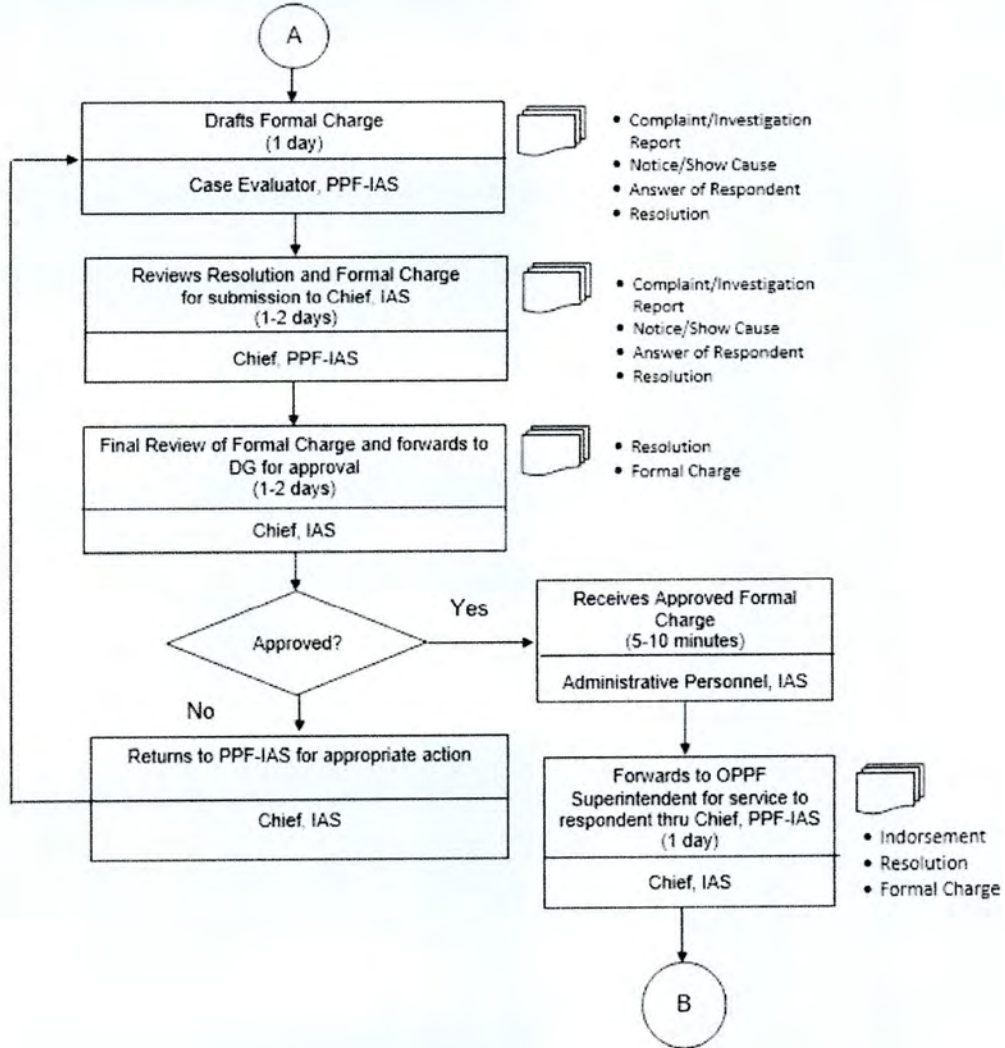 A
Drafts Formal Charge
(1 day)
Case Evaluator, PPF-IAS
• Complaint/Investigation
Report
• Notice/Show Cause
• Answer of Respondent
• Resolution
Reviews Resolution and Formal Charge
for submission to Chief, IAS
(1-2 days)
Chief, PPF-IAS
• Complaint/Investigation
Report
• Notice/Show Cause
• Answer of Respondent
• Resolution
Final Review of Formal Charge and forwards to
DG for approval
(1-2 days)
Chief, IAS
• Resolution
• Formal Charge
Approved?
Yes
Receives Approved Formal
Charge
(5-10 minutes)
Administrative Personnel, IAS
No
Returns to PPF-IAS for appropriate action
Chief, IAS
Forwards to OPPF
Superintendent for service to
respondent thru Chief, PPF-IAS
(1 day)
Chief, IAS
• Indorsement
• Resolution
• Formal Charge
B